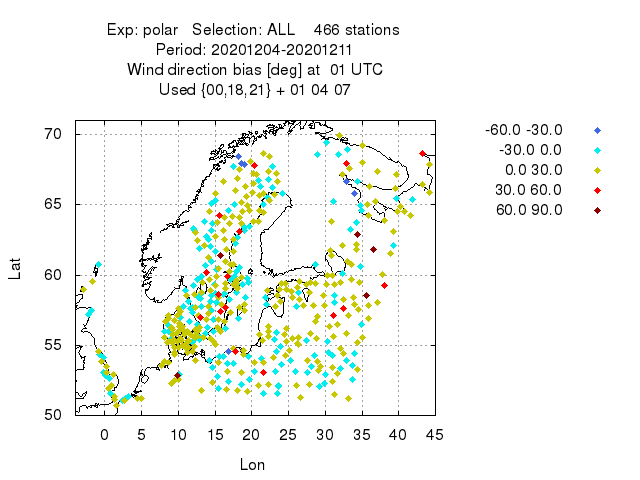 Exp: polar   Selection: ALL    466 stations
Period: 20201204-20201211
Wind direction bias [deg] at  01 UTC
Used {00,18,21} + 01 04 07
-60.0 -30.0
-30.0 0.0
0.0 30.0
30.0 60.0
60.0 90.0
70
65
60
55
50
Lat
0 5 10 15 20 25 30 35 40 45
Lon